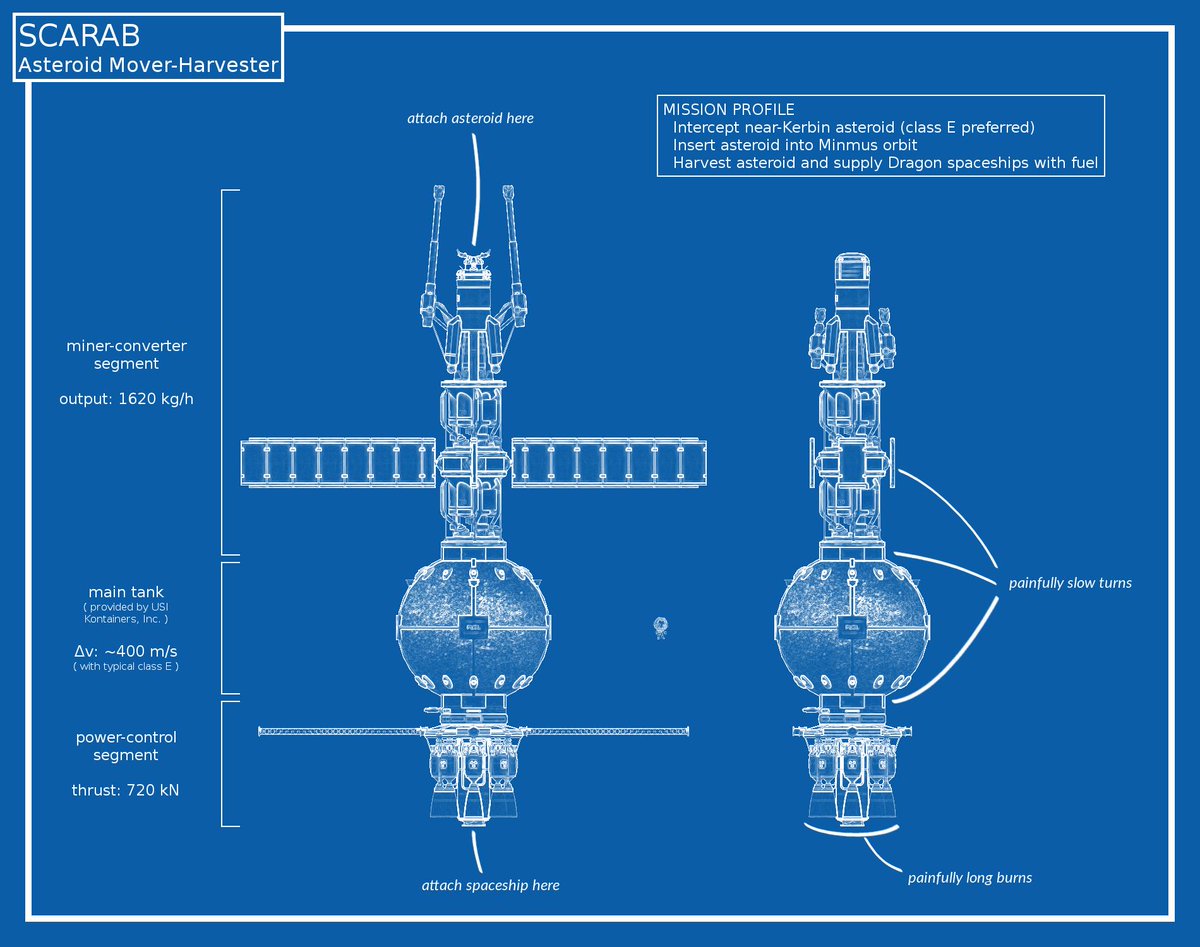 SCARAB
Asteroid Mover-Harvester
attach asteroid here
MISSION PROFILE
Intercept near-Kerbin asteroid (class E preferred)
Insert asteroid into Minmus orbit
Harvest asteroid and supply Dragon spaceships with fuel
miner-converter
segment
output: 1620 kg/h
main tank
( provided by USI
Kontainers, Inc. )
Δv: ~400 m/s
( with typical class E )
painfully slow turns
power-control
segment
thrust: 720 kN
attach spaceship here
painfully long burns